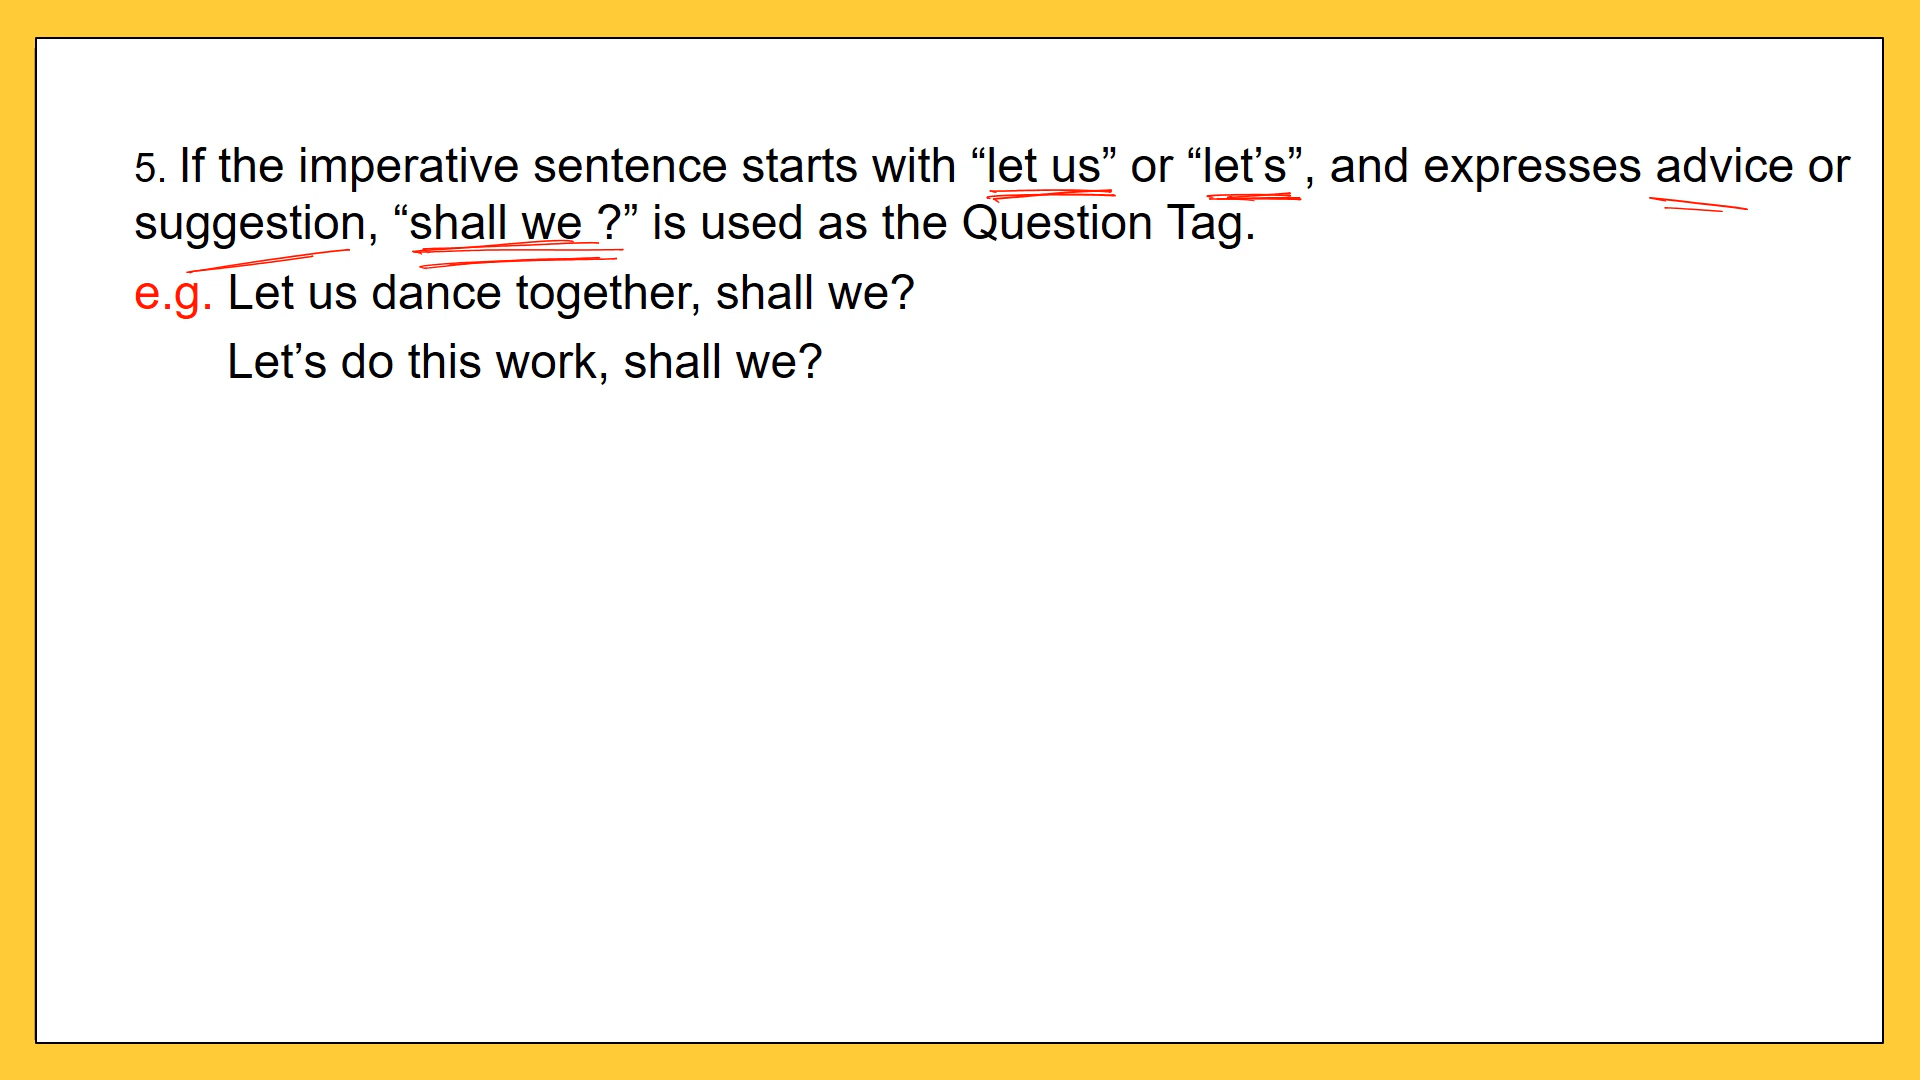 5. If the imperative sentence starts with “let us” or “let’s”, and expresses advice or
suggestion, “shall we ?” is used as the Question Tag.
e.g. Let us dance together, shall we?
Let’s do this work, shall we?